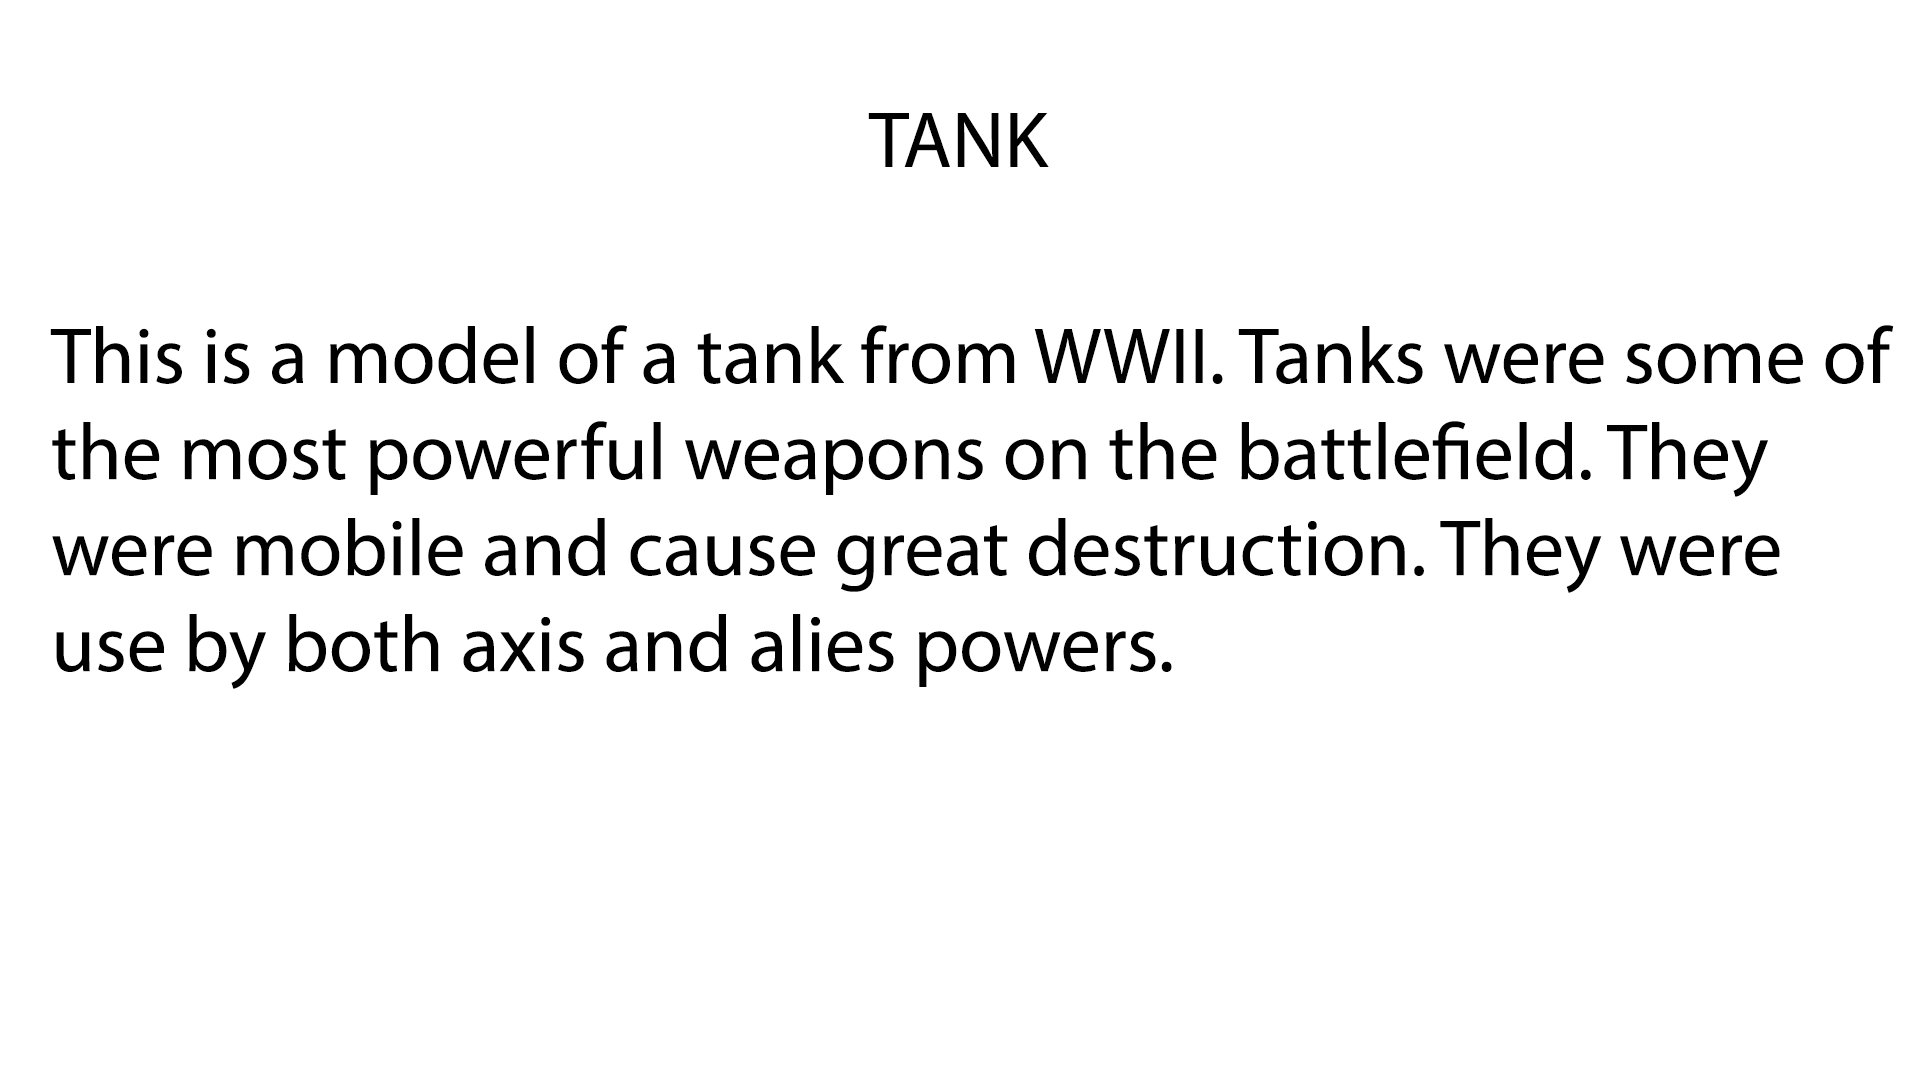 TANK
This is a model of a tank from WWII. Tanks were some of
the most powerful weapons on the battlefield. They
were mobile and cause great destruction. They were
use by both axis and alies powers.